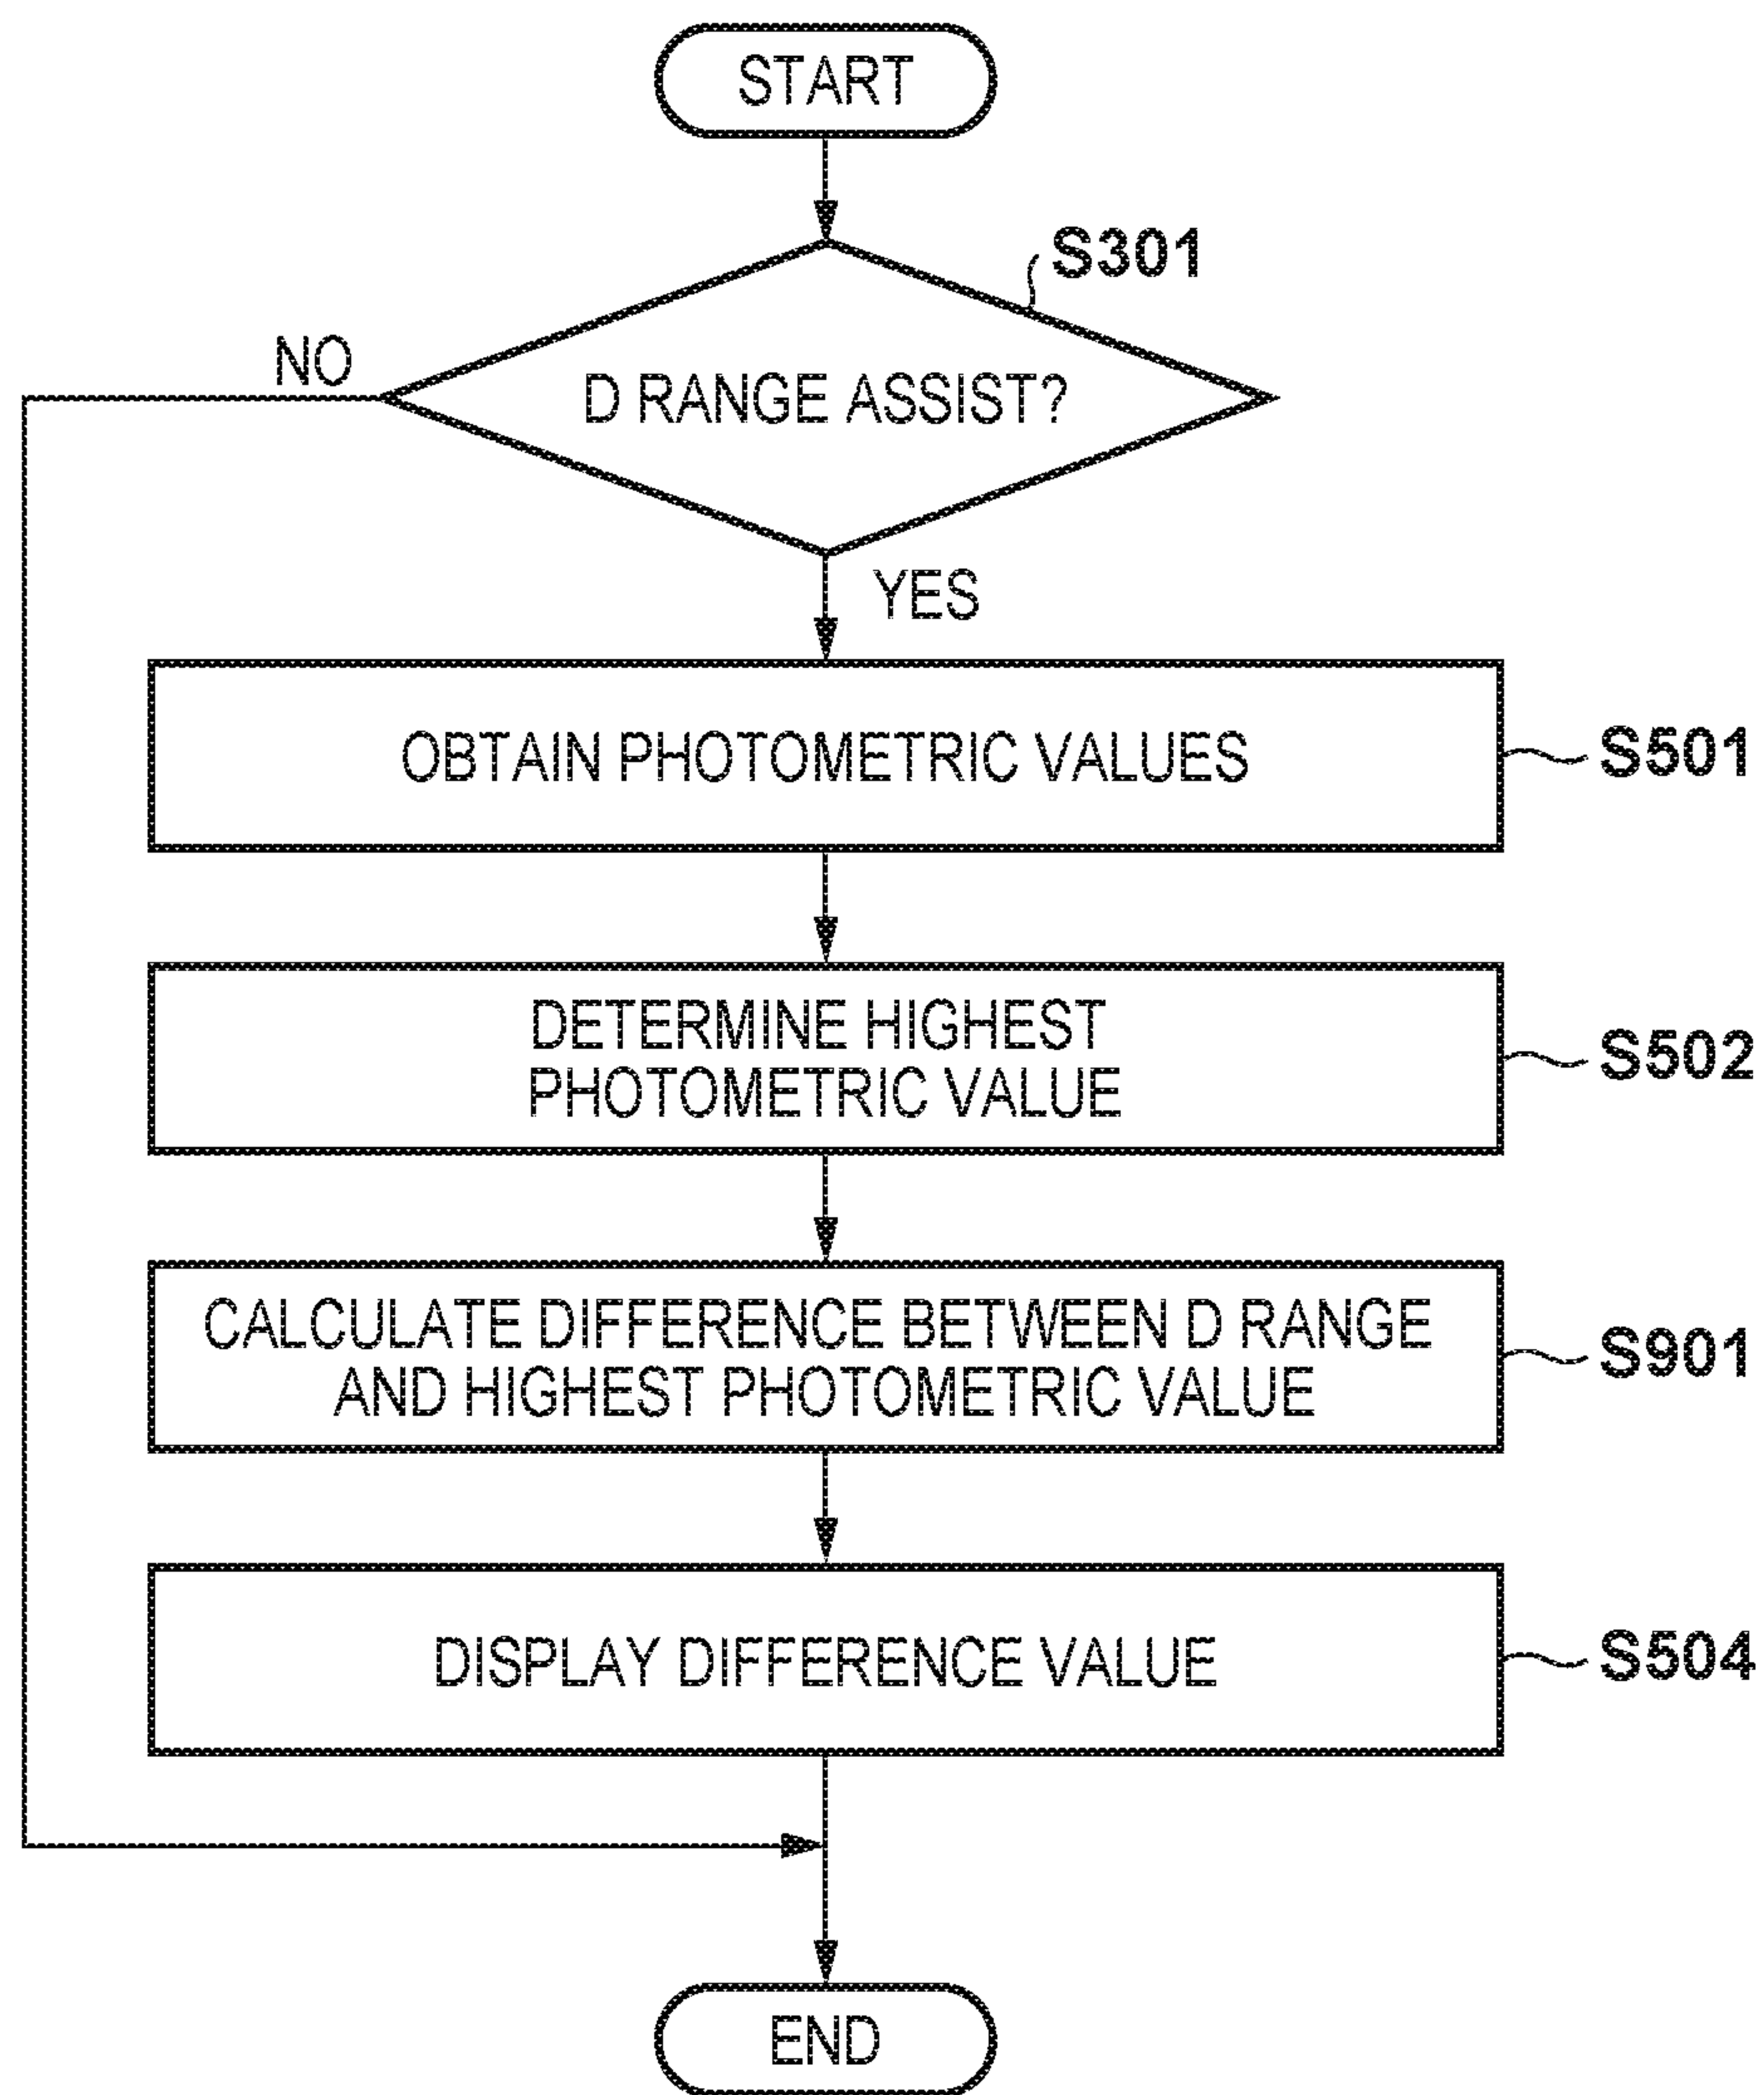 START
S301
NO
D RANGE ASSIST?
YES
OBTAIN PHOTOMETRIC VALUES
S501
DETERMINE HIGHEST
PHOTOMETRIC VALUE
S502
CALCULATE DIFFERENCE BETWEEN D RANGE
AND HIGHEST PHOTOMETRIC VALUE
S901
DISPLAY DIFFERENCE VALUE
S504
END